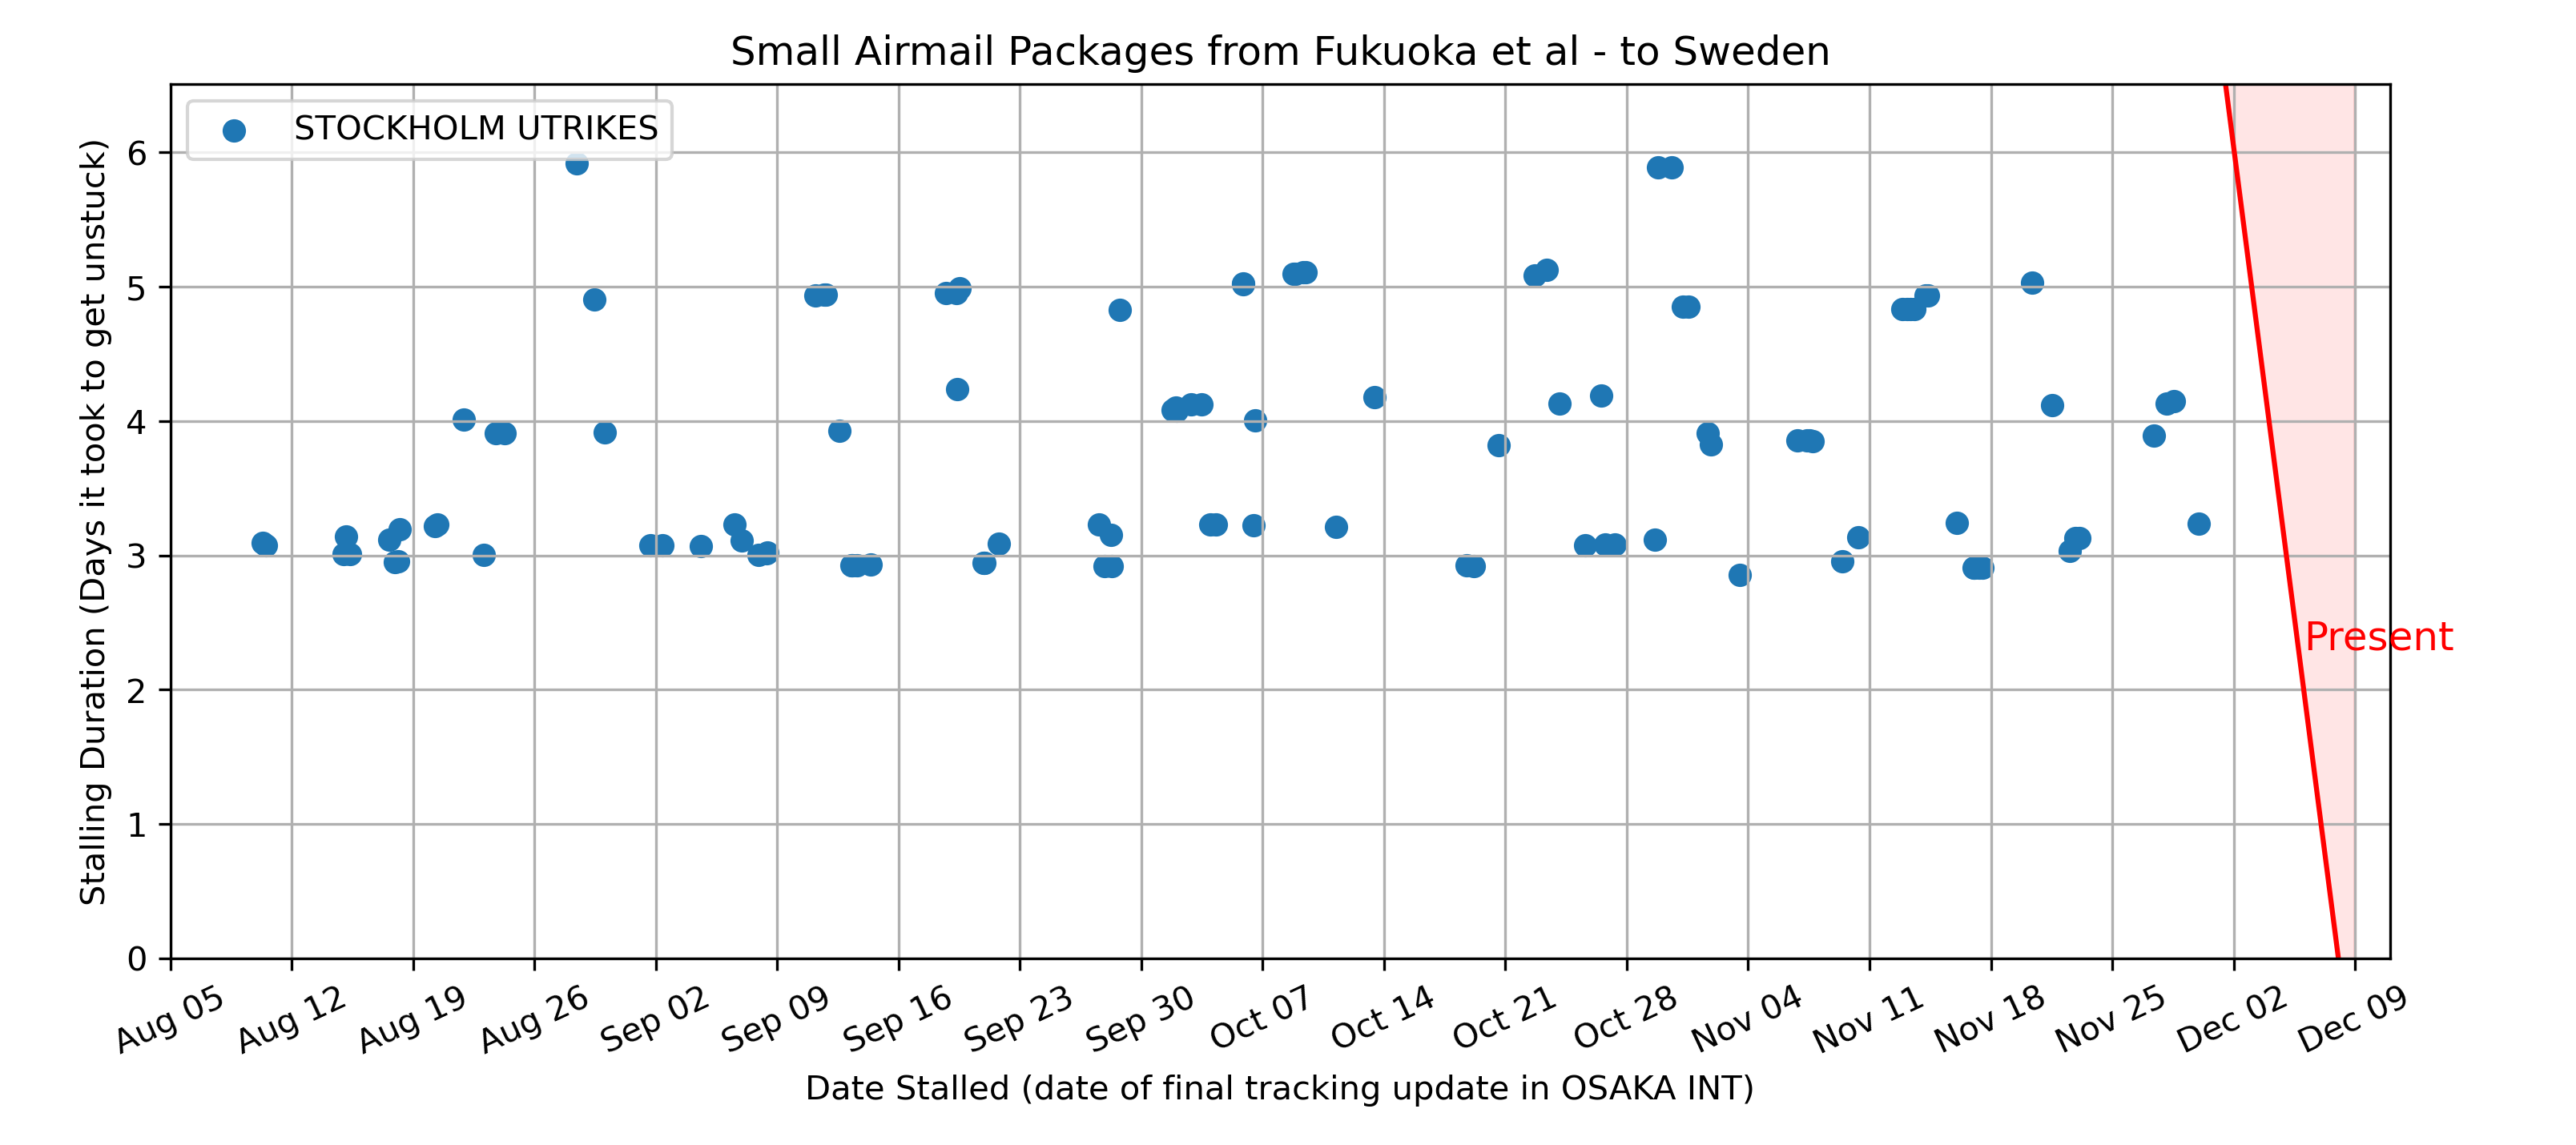 Small Airmail Packages from Fukuoka et al - to Sweden
STOCKHOLM UTRIKES
Stalling Duration (Days it took to get unstuck)
6
5
4
3
2
1
0
Present
Aug 05 Aug 12 Aug 19 Aug 26 Sep 02 Sep 09 Sep 16 Sep 23 Sep 30 Oct 07 Oct 14 Oct 21 Oct 28 Nov 04 Nov 11 Nov 18 Nov 25 Dec 02 Dec 09
Date Stalled (date of final tracking update in OSAKA INT)